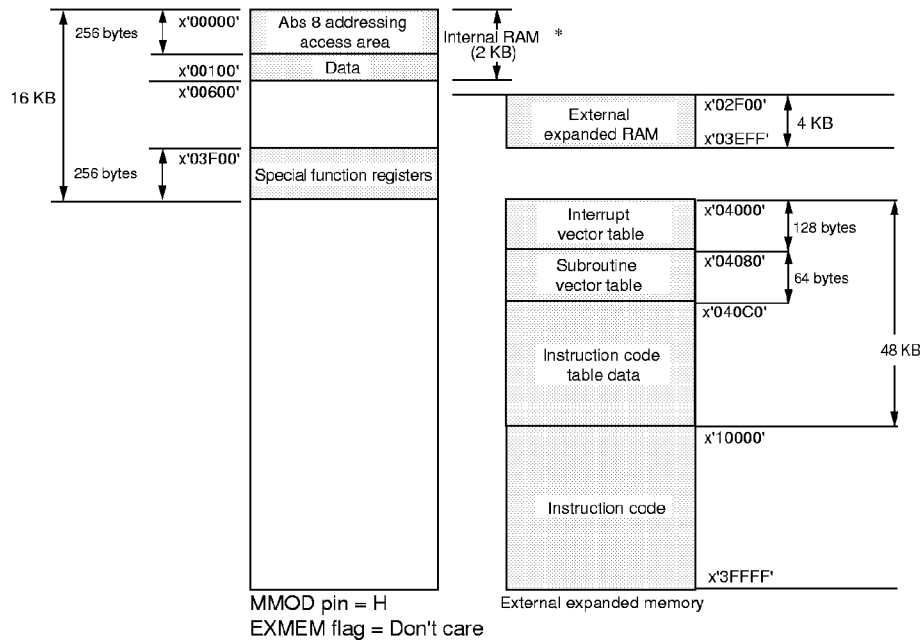 16 KB
256 bytes
x'00000'
Abs 8 addressing
access area
Internal RAM *
(2 KB)
x'00100'
Data
x'00600'
256 bytes
x'03F00'
Special function registers
External
expanded RAM
x'02F00'
x'03EFF'
4 KB
Interrupt
vector table
x'04000'
128 bytes
Subroutine
vector table
x'04080'
64 bytes
x'040C0'
Instruction code
table data
48 KB
x'10000'
Instruction code
x'3FFFF'
MMOD pin = H
EXMEM flag = Don't care
External expanded memory